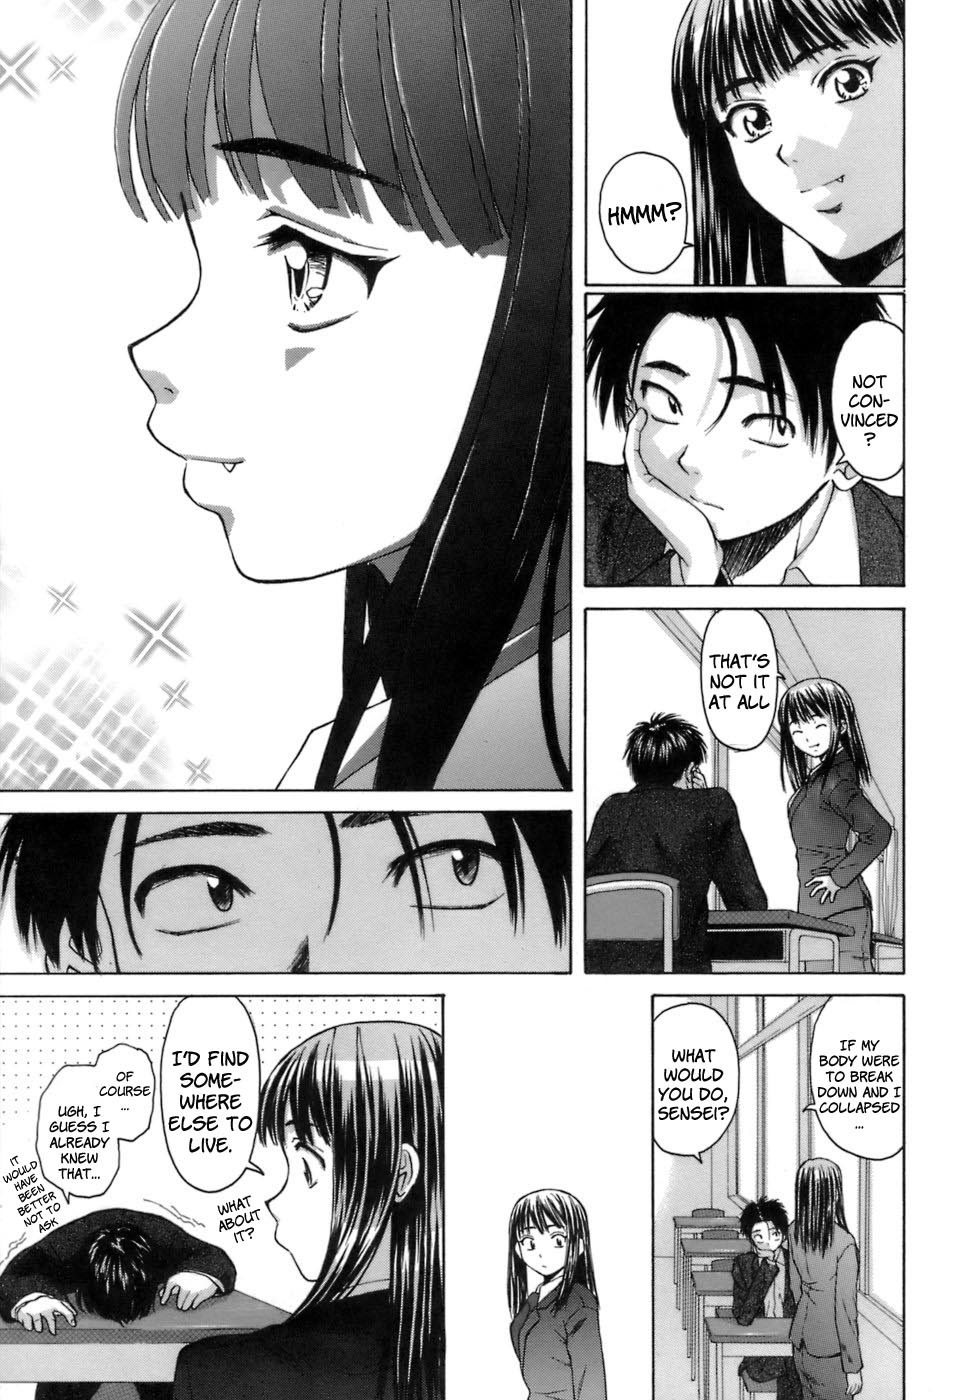 HMMM?
NOT
CON-
VINCED
?
THAT'S
NOT IT
AT ALL
IF MY
BODY WERE
TO BREAK
DOWN AND I
COLLAPSED
...
WHAT
WOULD
YOU DO,
SENSEI?
I'D FIND
SOME-
WHERE
ELSE TO
LIVE.
WHAT
ABOUT
IT?
OF
COURSE
...
UGH, I
GUESS I
ALREADY
KNEW
THAT...
IT
WOULD
HAVE
BEEN
BETTER
NOT TO
ASK